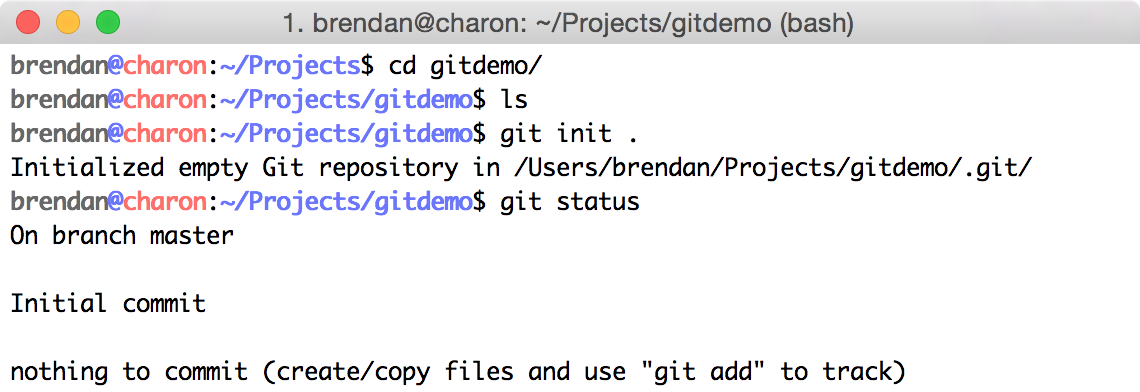 1. brendan@charon: ~/Projects/gitdemo (bash)
brendan@charon:~/Projects$ cd gitdemo/
brendan@charon:~/Projects/gitdemo$ ls
brendan@charon:~/Projects/gitdemo$ git init .
Initialized empty Git repository in /Users/brendan/Projects/gitdemo/.git/
brendan@charon:~/Projects/gitdemo$ git status
On branch master
Initial commit
nothing to commit (create/copy files and use "git add" to track)